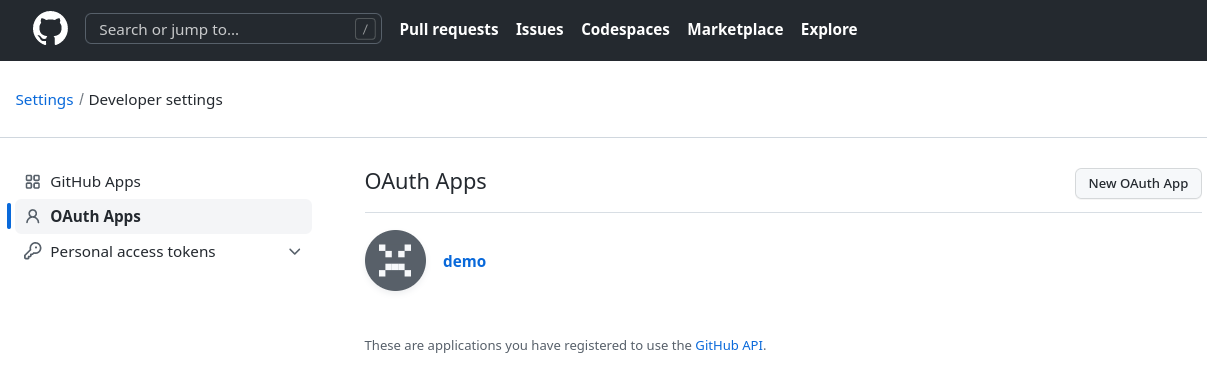 Search or jump to... /
Pull requests Issues Codespaces Marketplace Explore
Settings / Developer settings
GitHub Apps
OAuth Apps
Personal access tokens
OAuth Apps
New OAuth App
demo
These are applications you have registered to use the GitHub API.